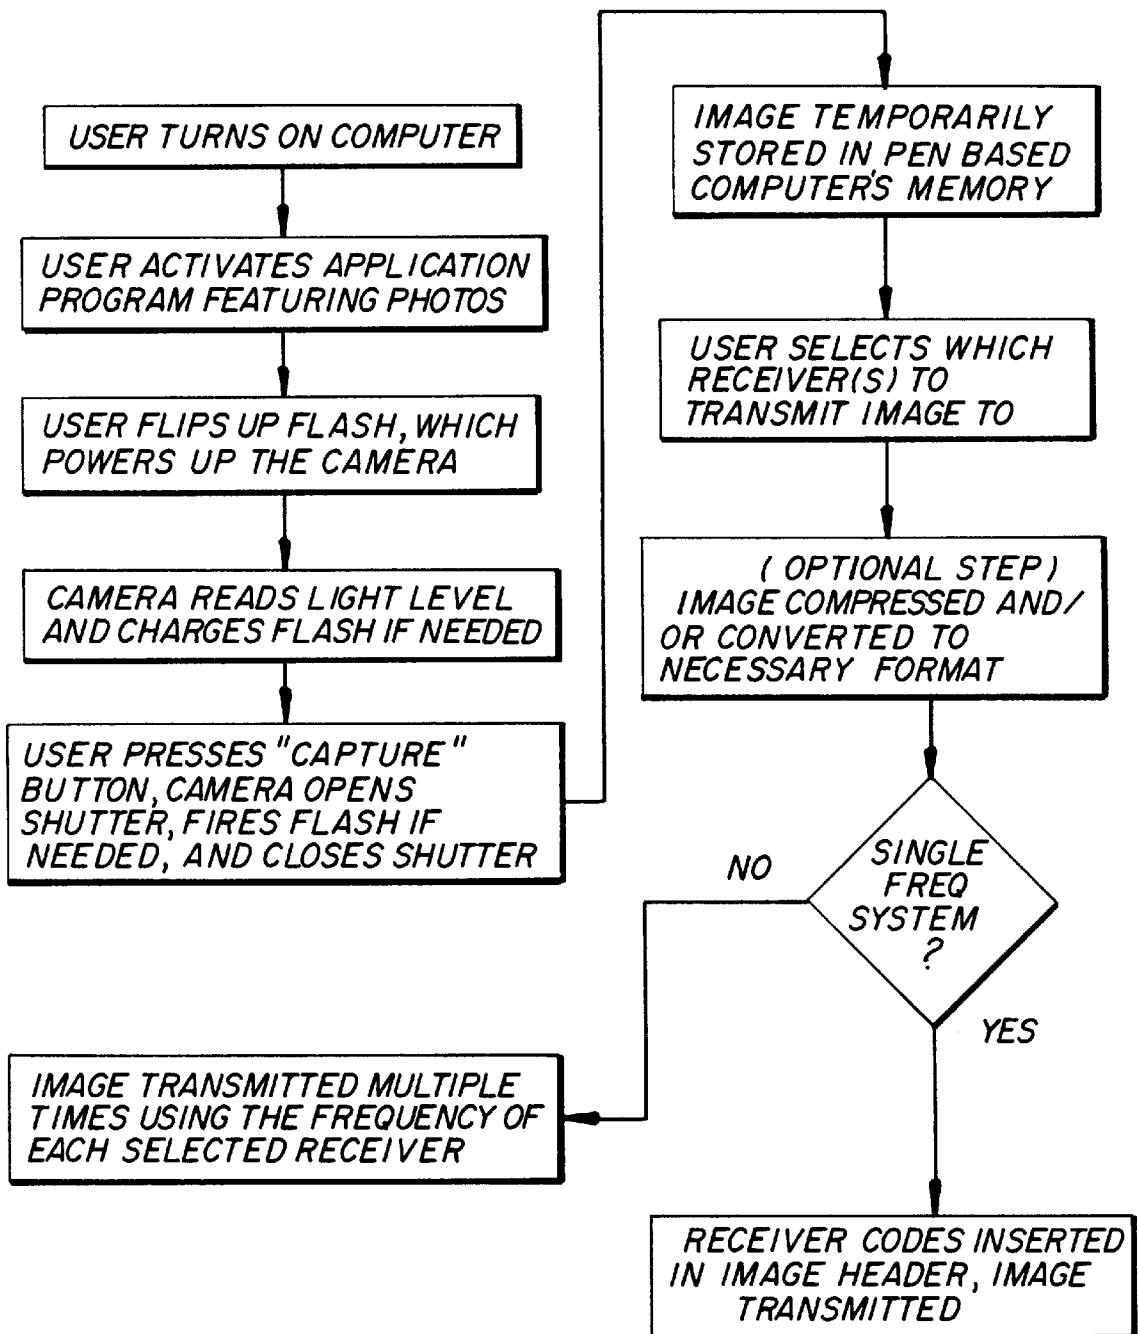 USER TURNS ON COMPUTER
USER ACTIVATES APPLICATION
PROGRAM FEATURING PHOTOS
USER FLIPS UP FLASH, WHICH
POWERS UP THE CAMERA
CAMERA READS LIGHT LEVEL
AND CHARGES FLASH IF NEEDED
USER PRESSES "CAPTURE"
BUTTON, CAMERA OPENS
SHUTTER, FIRES FLASH IF
NEEDED, AND CLOSES SHUTTER
IMAGE TEMPORARILY
STORED IN PEN BASED
COMPUTER'S MEMORY
USER SELECTS WHICH
RECEIVER(S) TO
TRANSMIT IMAGE TO
(OPTIONAL STEP)
IMAGE COMPRESSED AND/
OR CONVERTED TO
NECESSARY FORMAT
SINGLE
FREQ
SYSTEM
?
NO
YES
IMAGE TRANSMITTED MULTIPLE
TIMES USING THE FREQUENCY OF
EACH SELECTED RECEIVER
RECEIVER CODES INSERTED
IN IMAGE HEADER, IMAGE
TRANSMITTED